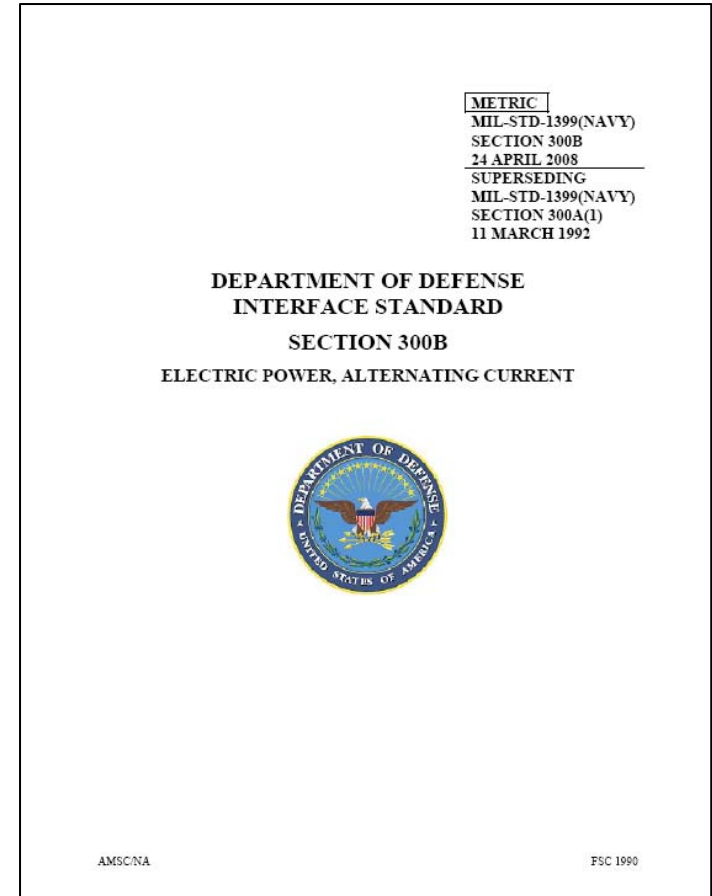 METRIC
MIL-STD-1399(NAVY)
SECTION 300B
24 APRIL 2008
SUPERSEDING
MIL-STD-1399(NAVY)
SECTION 300A(1)
11 MARCH 1992
DEPARTMENT OF DEFENSE
INTERFACE STANDARD
SECTION 300B
ELECTRIC POWER, ALTERNATING CURRENT
DEPARTMENT OF DEFENSE
UNITED STATES OF AMERICA
AMSC/NA
FSC 1990